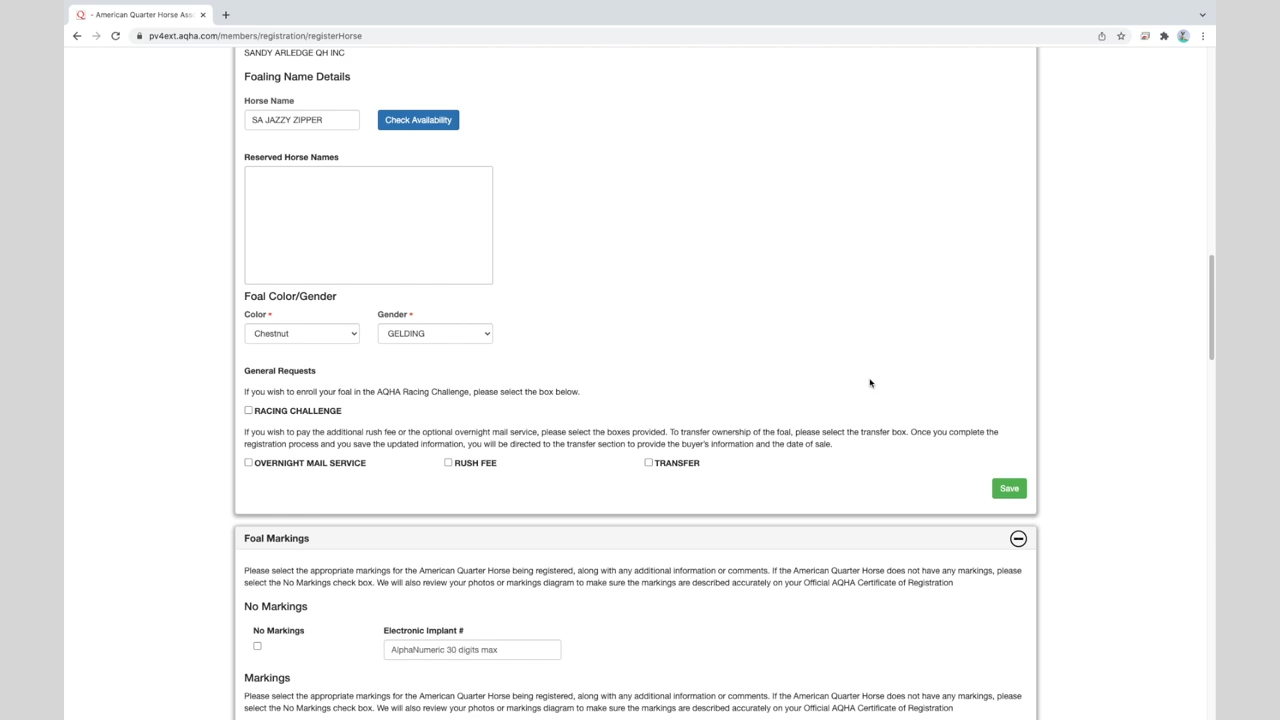 - American Quarter Horse Ass
pv4ext.aqha.com/members/registration/registerHorse
SANDY ARLEDGE QH INC
Foaling Name Details
Horse Name
SA JAZZY ZIPPER
Check Availability
Reserved Horse Names
Foal Color/Gender
Color * Gender *
Chestnut GELDING
General Requests
If you wish to enroll your foal in the AQHA Racing Challenge, please select the box below.
RACING CHALLENGE
If you wish to pay the additional rush fee or the optional overnight mail service, please select the boxes provided. To transfer ownership of the foal, please select the transfer box. Once you complete the
registration process and you save the updated information, you will be directed to the transfer section to provide the buyer's information and the date of sale.
OVERNIGHT MAIL SERVICE RUSH FEE TRANSFER
Save
Foal Markings
Please select the appropriate markings for the American Quarter Horse being registered, along with any additional information or comments. If the American Quarter Horse does not have any markings, please
select the No Markings check box. We will also review your photos or markings diagram to make sure the markings are described accurately on your Official AQHA Certificate of Registration
No Markings
No Markings Electronic Implant #
AlphaNumeric 30 digits max
Markings
Please select the appropriate markings for the American Quarter Horse being registered, along with any additional information or comments. If the American Quarter Horse does not have any markings, please
select the No Markings check box. We will also review your photos or markings diagram to make sure the markings are described accurately on your Official AQHA Certificate of Registration